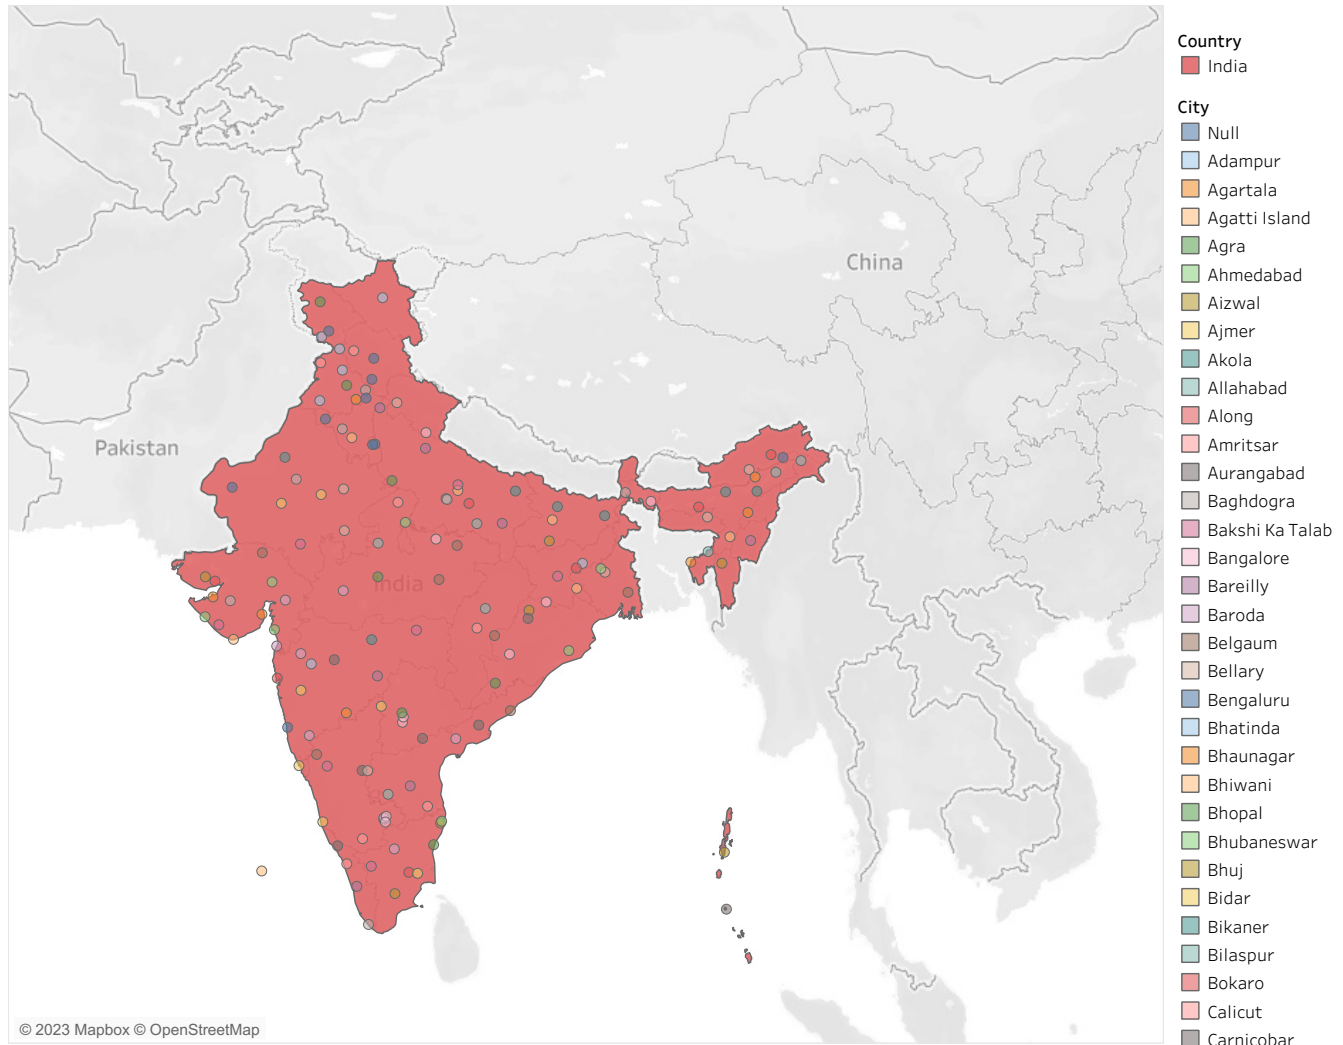 Country
India
City
Null
Adampur
Agartala
Agatti Island
Agra
Ahmedabad
Aizwal
Ajmer
Akola
Allahabad
Along
Amritsar
Aurangabad
Baghdogra
Bakshi Ka Talab
Bangalore
Bareilly
Baroda
Belgaum
Bellary
Bengaluru
Bhatinda
Bhaunagar
Bhiwani
Bhopal
Bhubaneswar
Bhuj
Bidar
Bikaner
Bilaspur
Bokaro
Calicut
Carnicobar
China
Pakistan
India
© 2023 Mapbox © OpenStreetMap